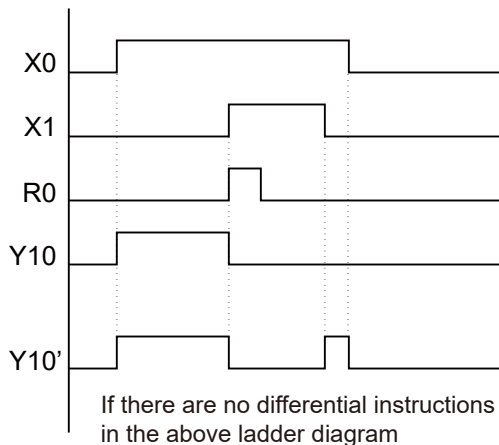 X0
X1
R0
Y10
Y10’
If there are no differential instructions
in the above ladder diagram